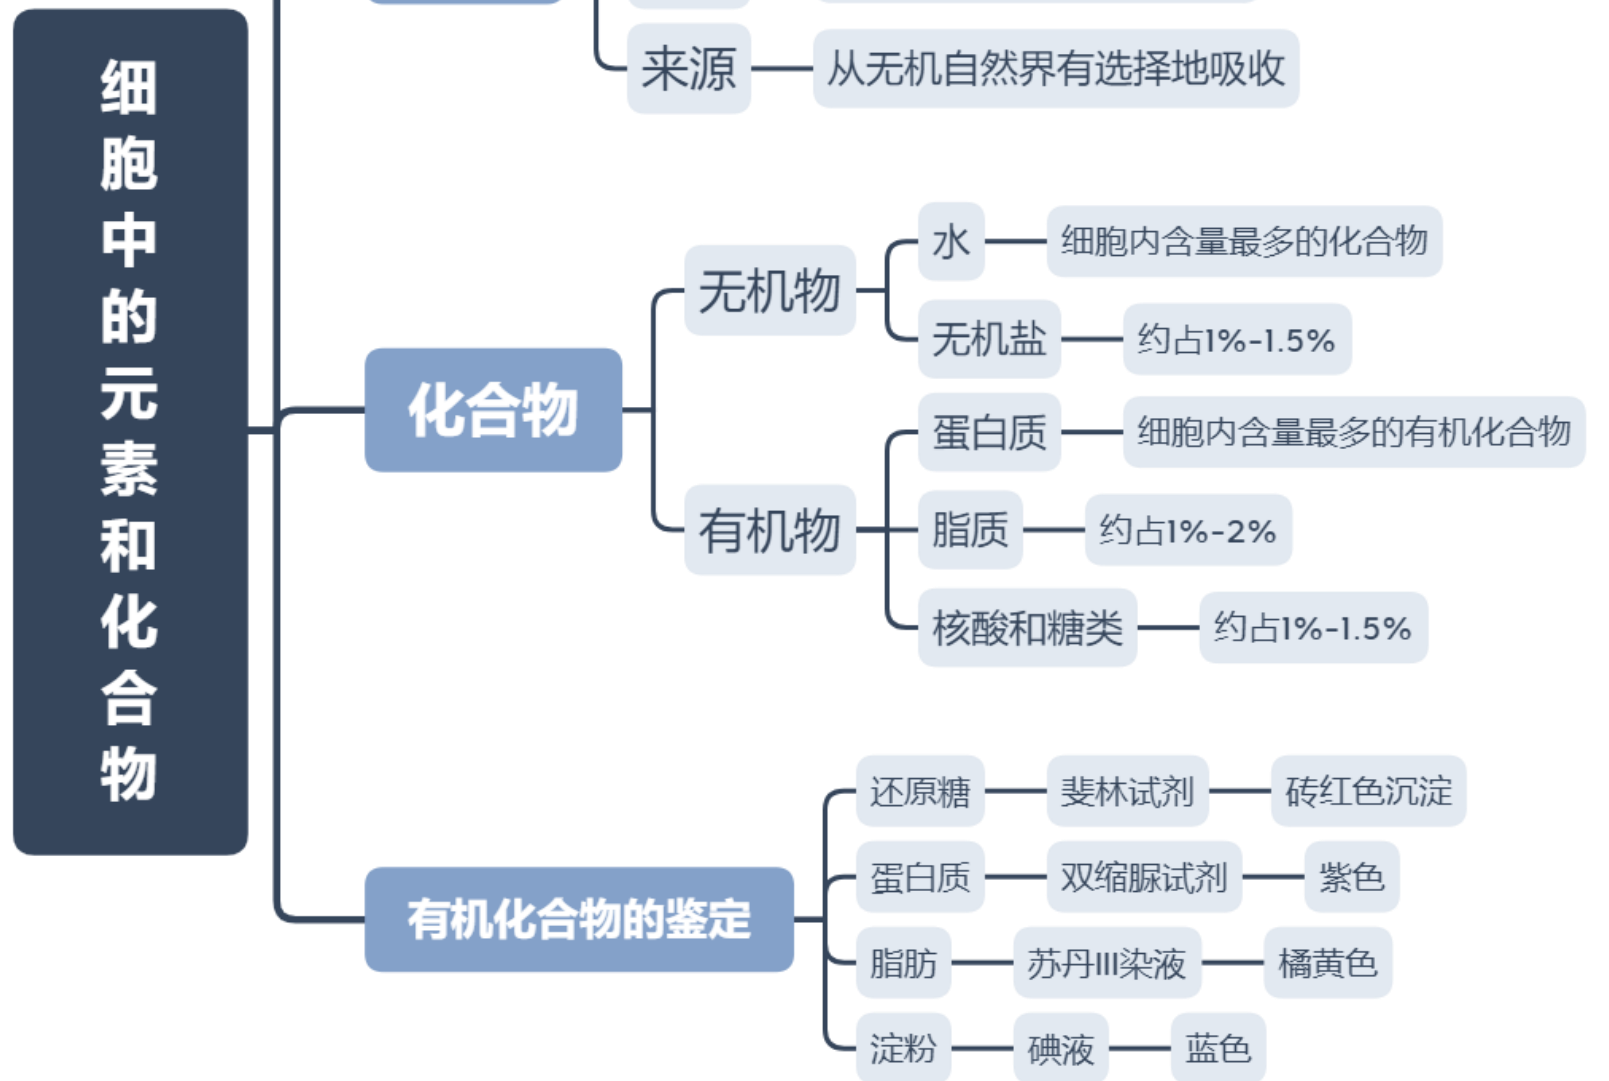 细胞中的元素和化合物
来源
从无机自然界有选择地吸收
化合物
无机物
水
细胞内含量最多的化合物
无机盐
约占1%-1.5%
有机物
蛋白质
细胞内含量最多的有机化合物
脂质
约占1%-2%
核酸和糖类
约占1%-1.5%
有机化合物的鉴定
还原糖
斐林试剂
砖红色沉淀
蛋白质
双缩脲试剂
紫色
脂肪
苏丹III染液
橘黄色
淀粉
碘液
蓝色